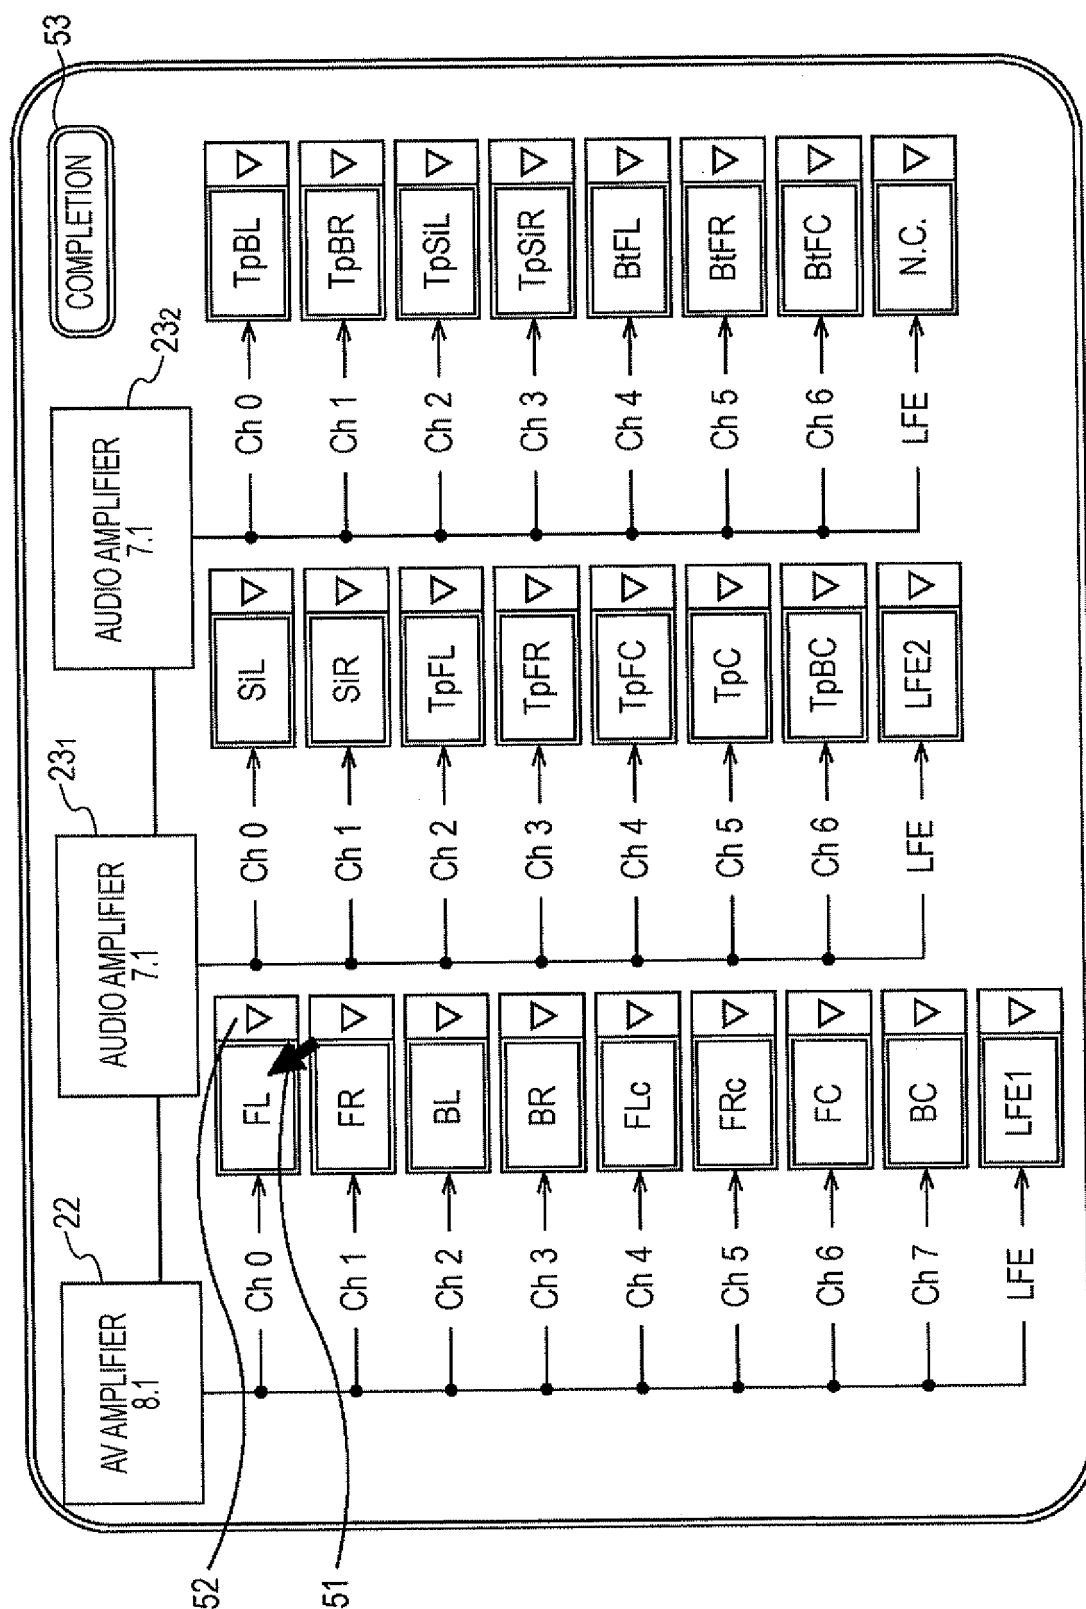 53
COMPLETION
22
AV AMPLIFIER
8.1
Ch 0
FL
Ch 1
FR
Ch 2
BL
Ch 3
BR
Ch 4
FLc
Ch 5
FRc
Ch 6
FC
Ch 7
BC
LFE
LFE1
231
AUDIO AMPLIFIER
7.1
Ch 0
SiL
Ch 1
SiR
Ch 2
TpFL
Ch 3
TpFR
Ch 4
TpFC
Ch 5
TpC
Ch 6
TpBC
LFE
LFE2
232
AUDIO AMPLIFIER
7.1
Ch 0
TpBL
Ch 1
TpBR
Ch 2
TpSiL
Ch 3
TpSiR
Ch 4
BtFL
Ch 5
BtFR
Ch 6
BtFC
LFE
N.C.
52
51